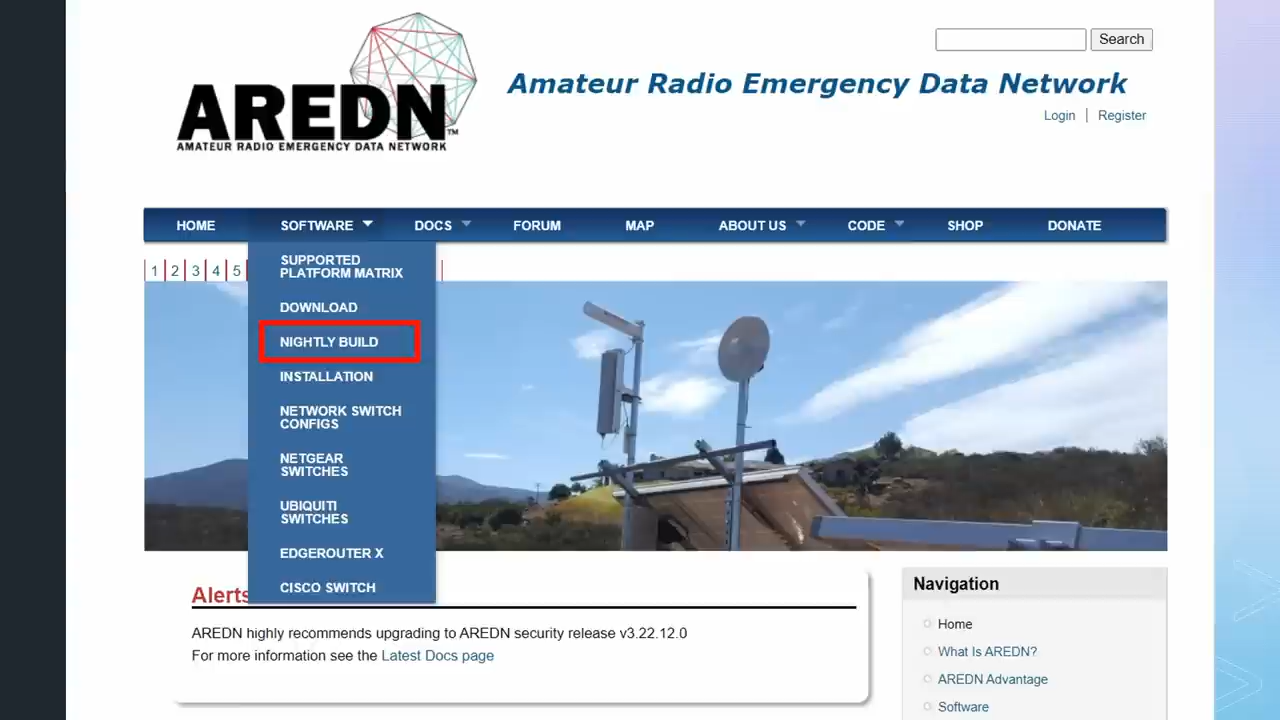 Search
AREDN™
AMATEUR RADIO EMERGENCY DATA NETWORK
Amateur Radio Emergency Data Network
Login | Register
HOME SOFTWARE DOCS FORUM MAP ABOUT US CODE SHOP DONATE
1 2 3 4 5
SUPPORTED
PLATFORM MATRIX
DOWNLOAD
NIGHTLY BUILD
INSTALLATION
NETWORK SWITCH
CONFIGS
NETGEAR
SWITCHES
UBIQUITI
SWITCHES
EDGEROUTER X
CISCO SWITCH
Alerts
AREDN highly recommends upgrading to AREDN security release v3.22.12.0
For more information see the Latest Docs page
Navigation
Home
What Is AREDN?
AREDN Advantage
Software